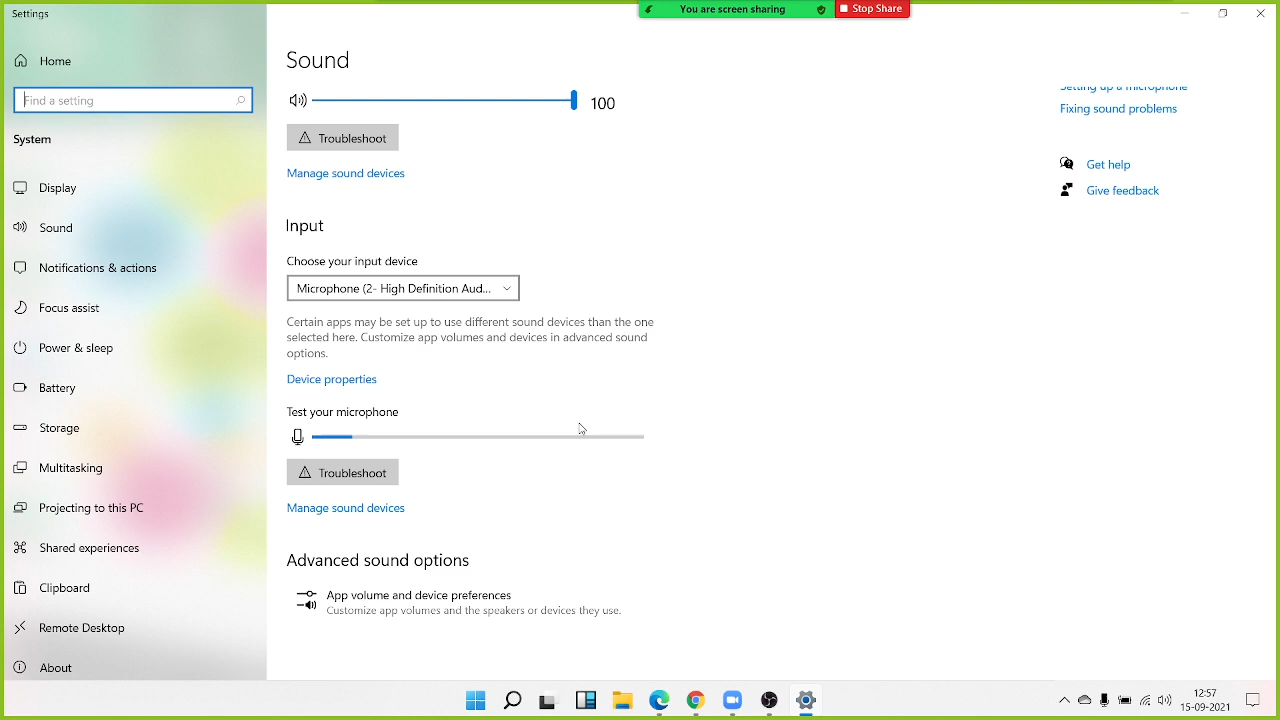 Settings
You are screen sharing
Stop Share
Home
Find a setting
System
Display
Sound
Notifications & actions
Focus assist
Power & sleep
Battery
Storage
Multitasking
Projecting to this PC
Shared experiences
Clipboard
Remote Desktop
About
Sound
100
Troubleshoot
Manage sound devices
Input
Choose your input device
Microphone (2- High Definition Aud...
Certain apps may be set up to use different sound devices than the one
selected here. Customize app volumes and devices in advanced sound
options.
Device properties
Test your microphone
Troubleshoot
Manage sound devices
Advanced sound options
App volume and device preferences
Customize app volumes and the speakers or devices they use.
Setting up a microphone
Fixing sound problems
Get help
Give feedback
12:57
15-09-2021